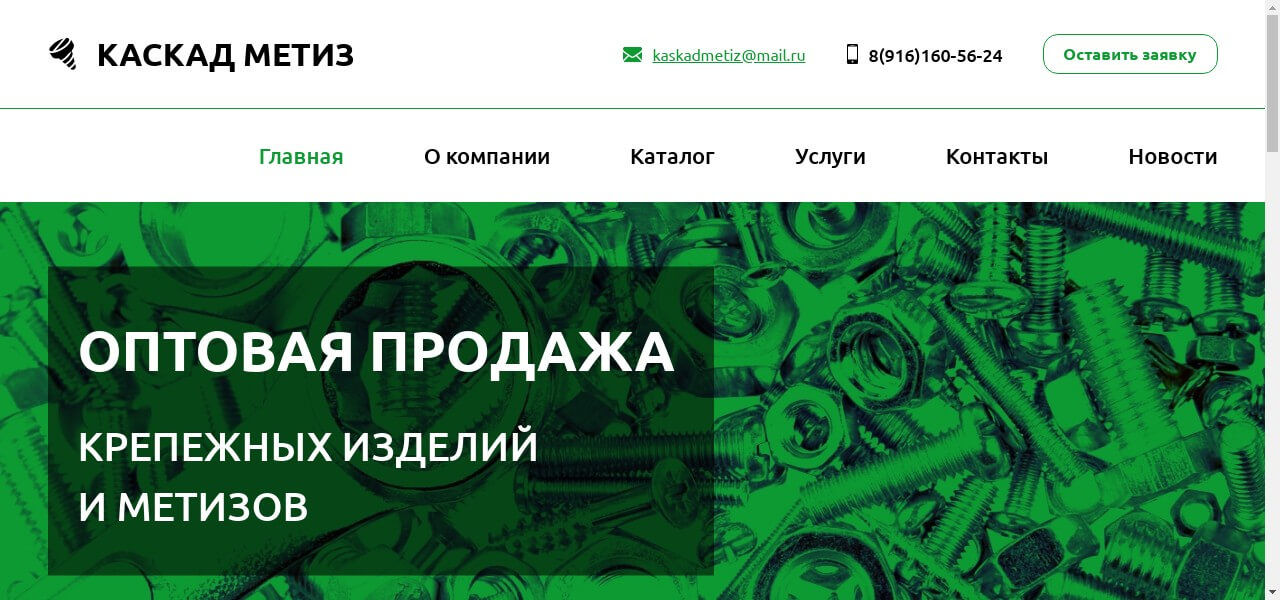 КАСКАД МЕТИЗ
kaskadmetiz@mail.ru
8(916)160-56-24
Оставить заявку
Главная
О компании
Каталог
Услуги
Контакты
Новости
ОПТОВАЯ ПРОДАЖА
КРЕПЕЖНЫХ ИЗДЕЛИЙ
И МЕТИЗОВ